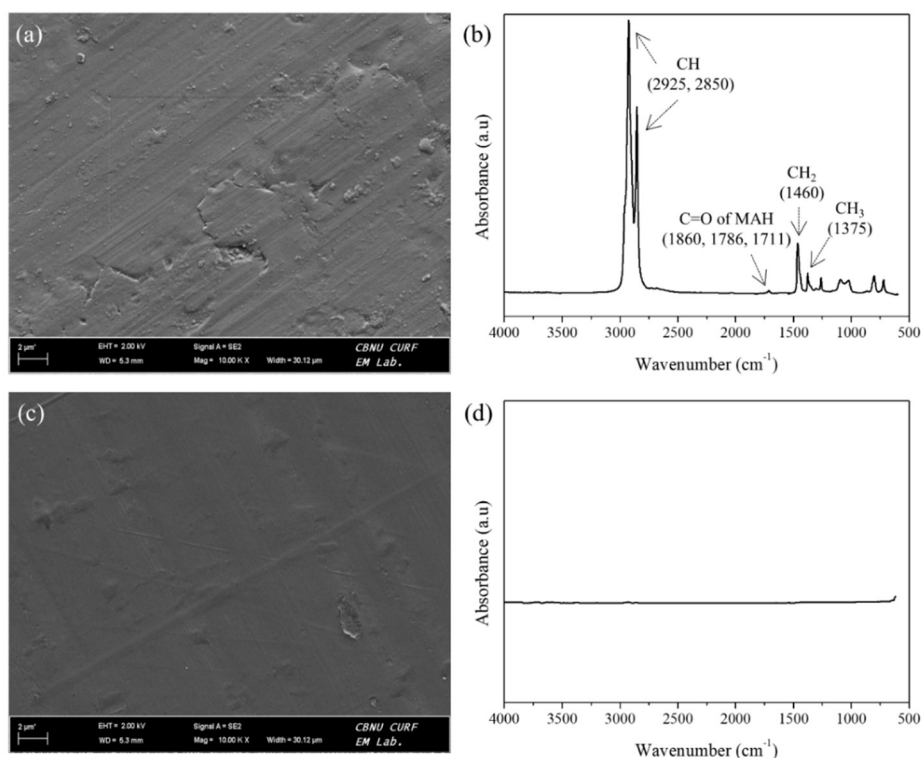 (a)
2 µm
EHT = 2.00 kV
WD = 5.3 mm
Signal A = SE2
Mag = 10.00 K X
Width = 30.12 µm
CBNU CURF
EM Lab.
(b)
CH
(2925, 2850)
C=O of MAH
(1860, 1786, 1711)
CH₂
(1460)
CH₃
(1375)
Absorbance (a.u)
4000 3500 3000 2500 2000 1500 1000 500
Wavenumber (cm⁻¹)
(c)
2 µm
EHT = 2.00 kV
WD = 5.3 mm
Signal A = SE2
Mag = 10.00 K X
Width = 30.12 µm
CBNU CURF
EM Lab.
(d)
Absorbance (a.u)
4000 3500 3000 2500 2000 1500 1000 500
Wavenumber (cm⁻¹)